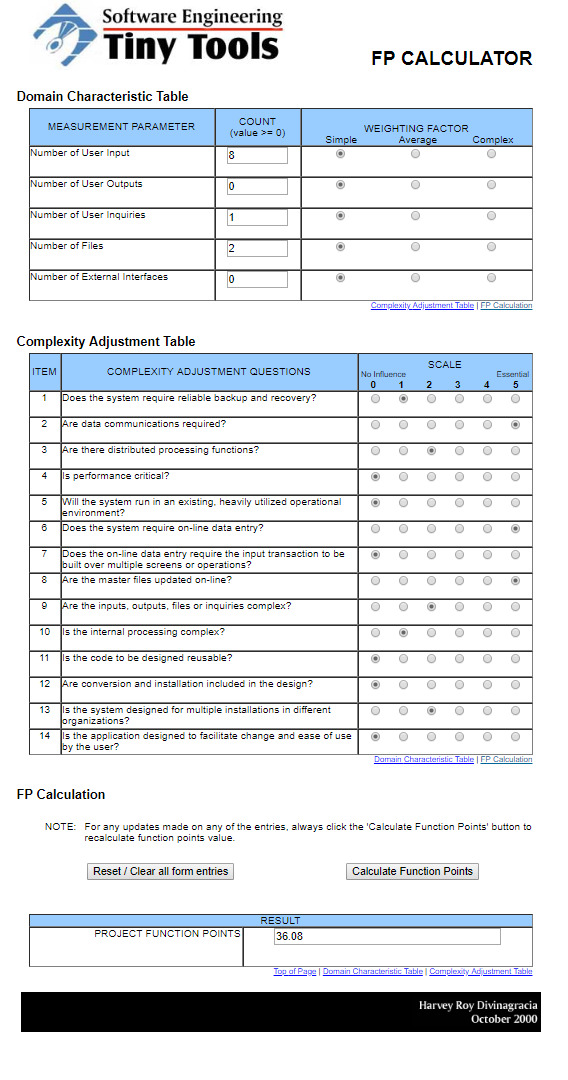 Software Engineering
Tiny Tools
FP CALCULATOR
Domain Characteristic Table
MEASUREMENT PARAMETER
COUNT
(value >= 0)
WEIGHTING FACTOR
Simple Average Complex
Number of User Input 8
Number of User Outputs 0
Number of User Inquiries 1
Number of Files 2
Number of External Interfaces 0
Complexity Adjustment Table | FP Calculation
Complexity Adjustment Table
ITEM COMPLEXITY ADJUSTMENT QUESTIONS
SCALE
No Influence Essential
0 1 2 3 4 5
1 Does the system require reliable backup and recovery?
2 Are data communications required?
3 Are there distributed processing functions?
4 Is performance critical?
5 Will the system run in an existing, heavily utilized operational
environment?
6 Does the system require on-line data entry?
7 Does the on-line data entry require the input transaction to be
built over multiple screens or operations?
8 Are the master files updated on-line?
9 Are the inputs, outputs, files or inquiries complex?
10 Is the internal processing complex?
11 Is the code to be designed reusable?
12 Are conversion and installation included in the design?
13 Is the system designed for multiple installations in different
organizations?
14 Is the application designed to facilitate change and ease of use
by the user?
Domain Characteristic Table | FP Calculation
FP Calculation
NOTE: For any updates made on any of the entries, always click the 'Calculate Function Points' button to
recalculate function points value.
Reset / Clear all form entries Calculate Function Points
RESULT
PROJECT FUNCTION POINTS 36.08
Top of Page | Domain Characteristic Table | Complexity Adjustment Table
Harvey Roy Divinagracia
October 2000